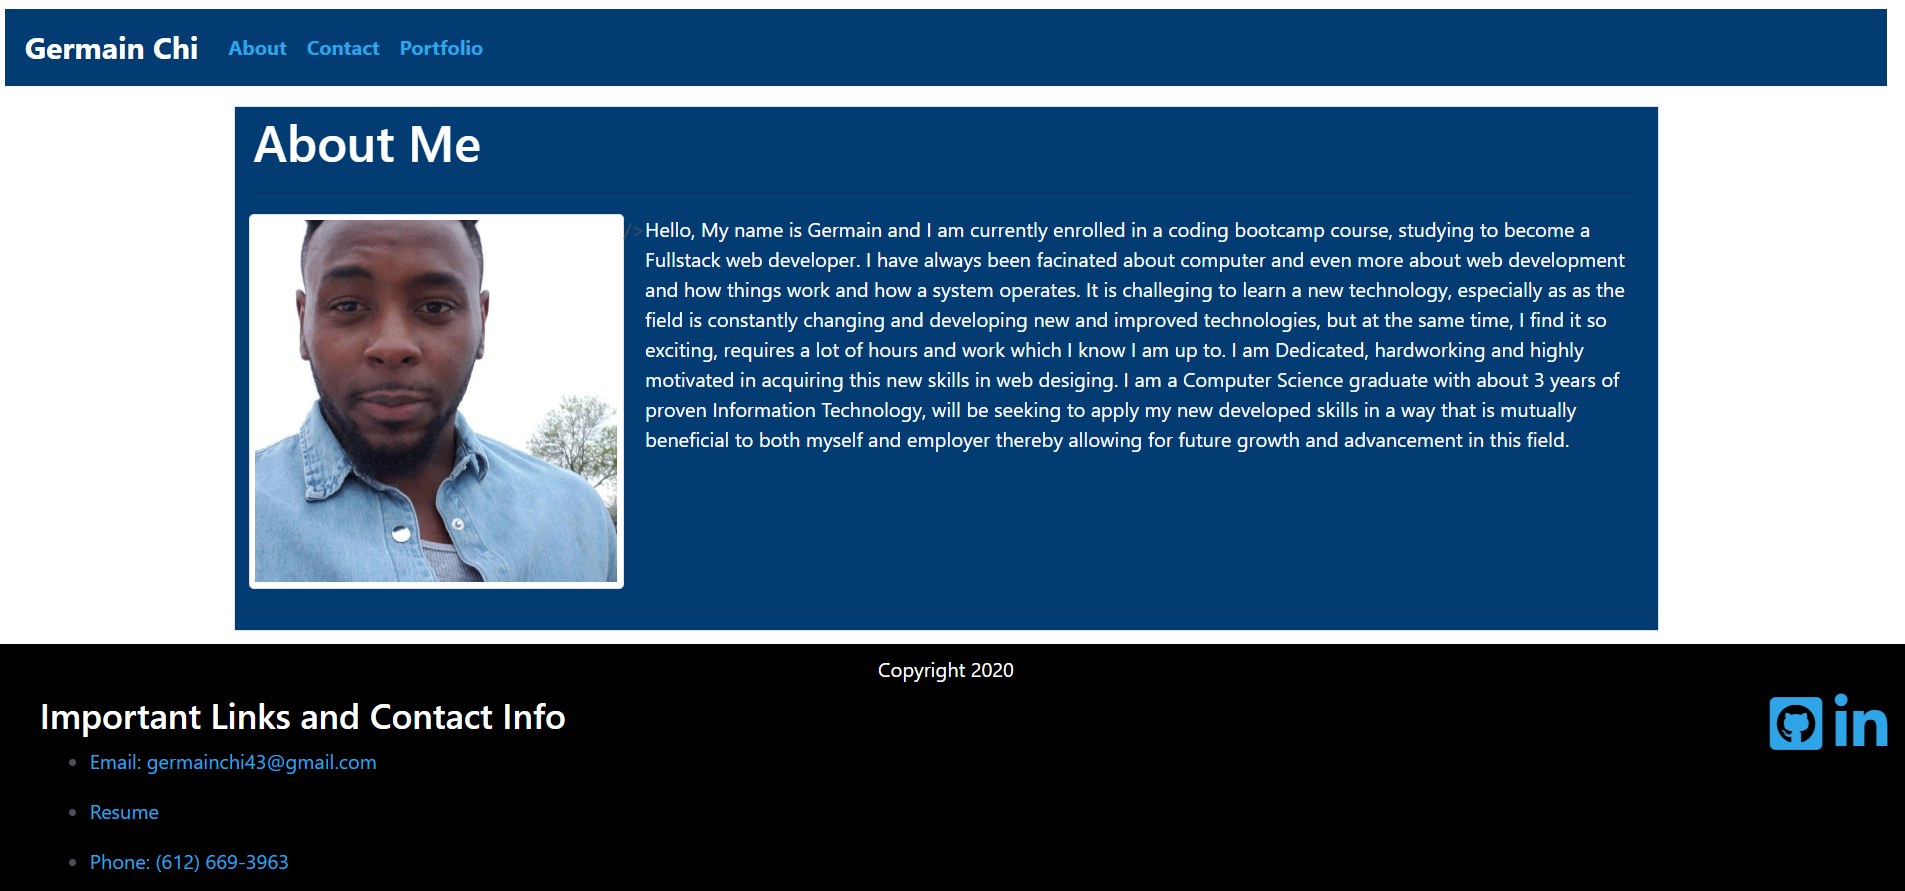 Germain Chi About Contact Portfolio
About Me
/>Hello, My name is Germain and I am currently enrolled in a coding bootcamp course, studying to become a
Fullstack web developer. I have always been facinated about computer and even more about web development
and how things work and how a system operates. It is challeging to learn a new technology, especially as as the
field is constantly changing and developing new and improved technologies, but at the same time, I find it so
exciting, requires a lot of hours and work which I know I am up to. I am Dedicated, hardworking and highly
motivated in acquiring this new skills in web desiging. I am a Computer Science graduate with about 3 years of
proven Information Technology, will be seeking to apply my new developed skills in a way that is mutually
beneficial to both myself and employer thereby allowing for future growth and advancement in this field.
Copyright 2020
Important Links and Contact Info
in
Email: germainchi43@gmail.com
Resume
Phone: (612) 669-3963